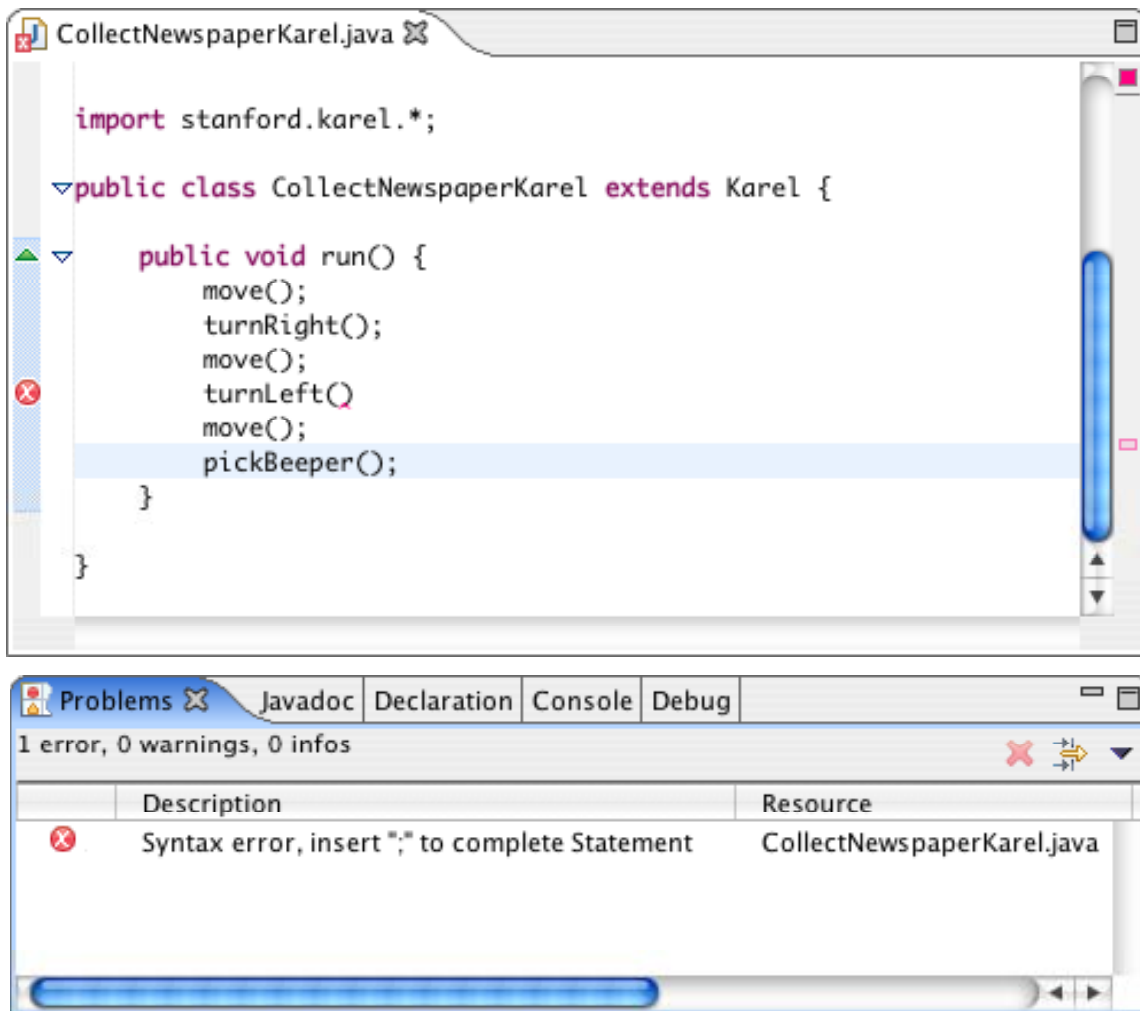 CollectNewspaperKarel.java
import stanford.karel.*;
public class CollectNewspaperKarel extends Karel {
public void run() {
move();
turnRight();
move();
turnLeft()
move();
pickBeeper();
}
}
Problems Javadoc Declaration Console Debug
1 error, 0 warnings, 0 infos
Description Resource
Syntax error, insert ";" to complete Statement CollectNewspaperKarel.java